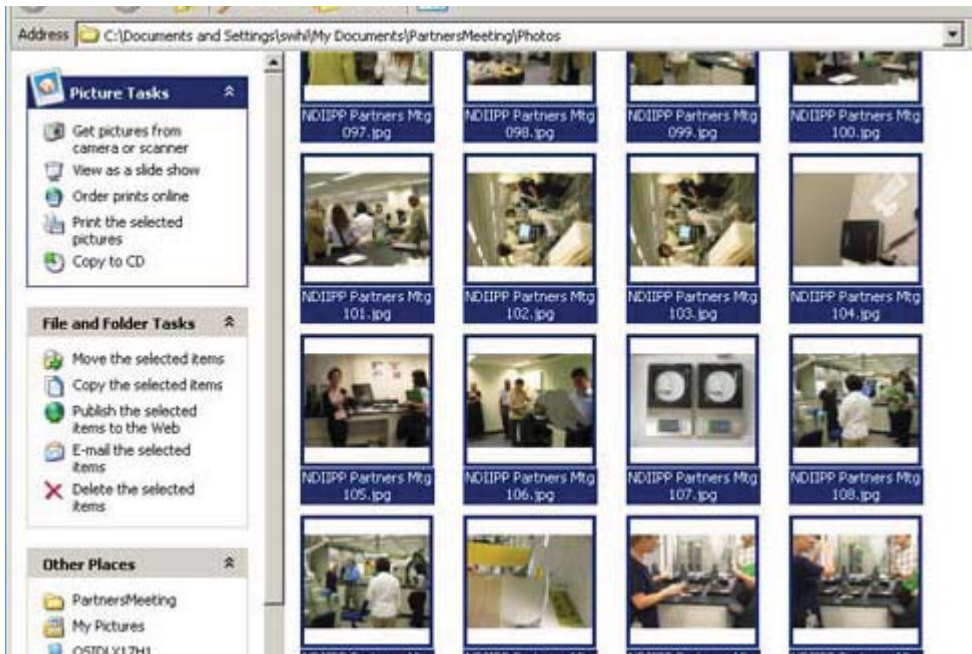 Address C:\Documents and Settings\swihl\My Documents\PartnersMeeting\Photos
Picture Tasks
Get pictures from
camera or scanner
View as a slide show
Order prints online
Print the selected
pictures
Copy to CD
File and Folder Tasks
Move the selected items
Copy the selected items
Publish the selected
items to the Web
E-mail the selected
items
Delete the selected
items
Other Places
PartnersMeeting
My Pictures
NDIIPP Partners Mtg
097.jpg
NDIIPP Partners Mtg
098.jpg
NDIIPP Partners Mtg
099.jpg
NDIIPP Partners Mtg
100.jpg
NDIIPP Partners Mtg
101.jpg
NDIIPP Partners Mtg
102.jpg
NDIIPP Partners Mtg
103.jpg
NDIIPP Partners Mtg
104.jpg
NDIIPP Partners Mtg
105.jpg
NDIIPP Partners Mtg
106.jpg
NDIIPP Partners Mtg
107.jpg
NDIIPP Partners Mtg
108.jpg